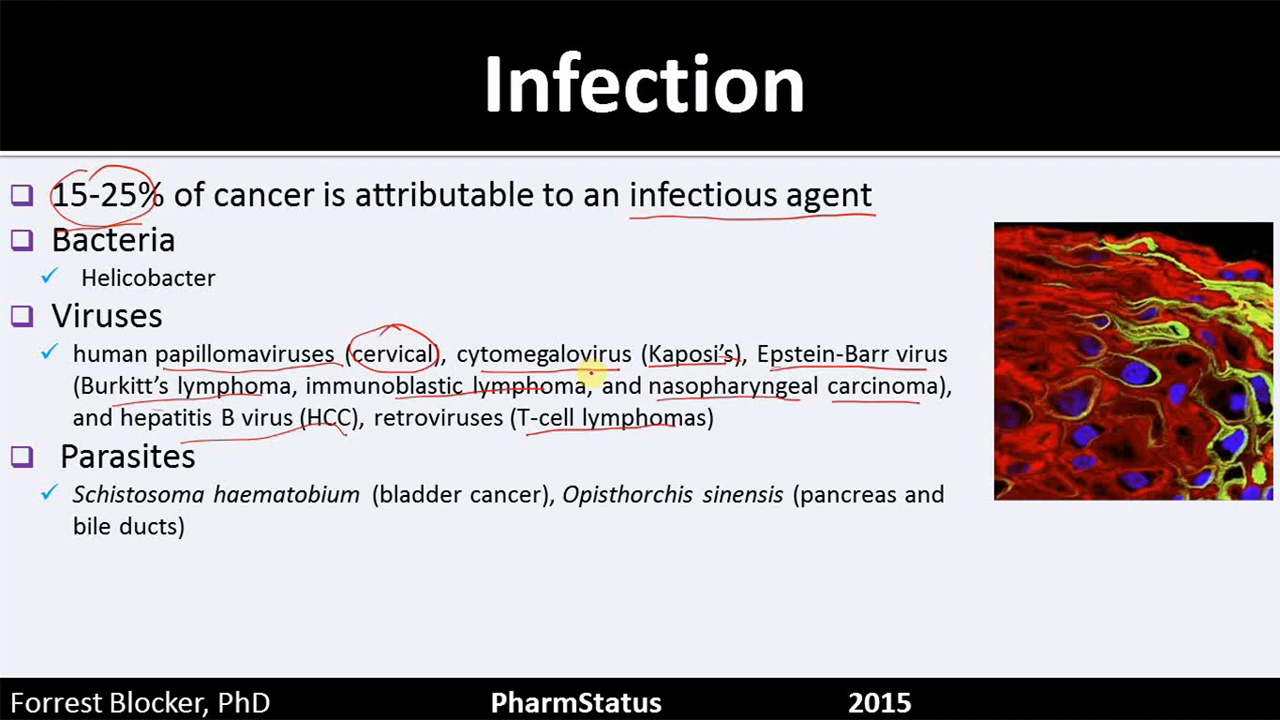 Infection
15-25% of cancer is attributable to an infectious agent
Bacteria
Helicobacter
Viruses
human papillomaviruses (cervical), cytomegalovirus (Kaposi's), Epstein-Barr virus
(Burkitt's lymphoma, immunoblastic lymphoma, and nasopharyngeal carcinoma),
and hepatitis B virus (HCC), retroviruses (T-cell lymphomas)
Parasites
Schistosoma haematobium (bladder cancer), Opisthorchis sinensis (pancreas and
bile ducts)
Forrest Blocker, PhD PharmStatus 2015